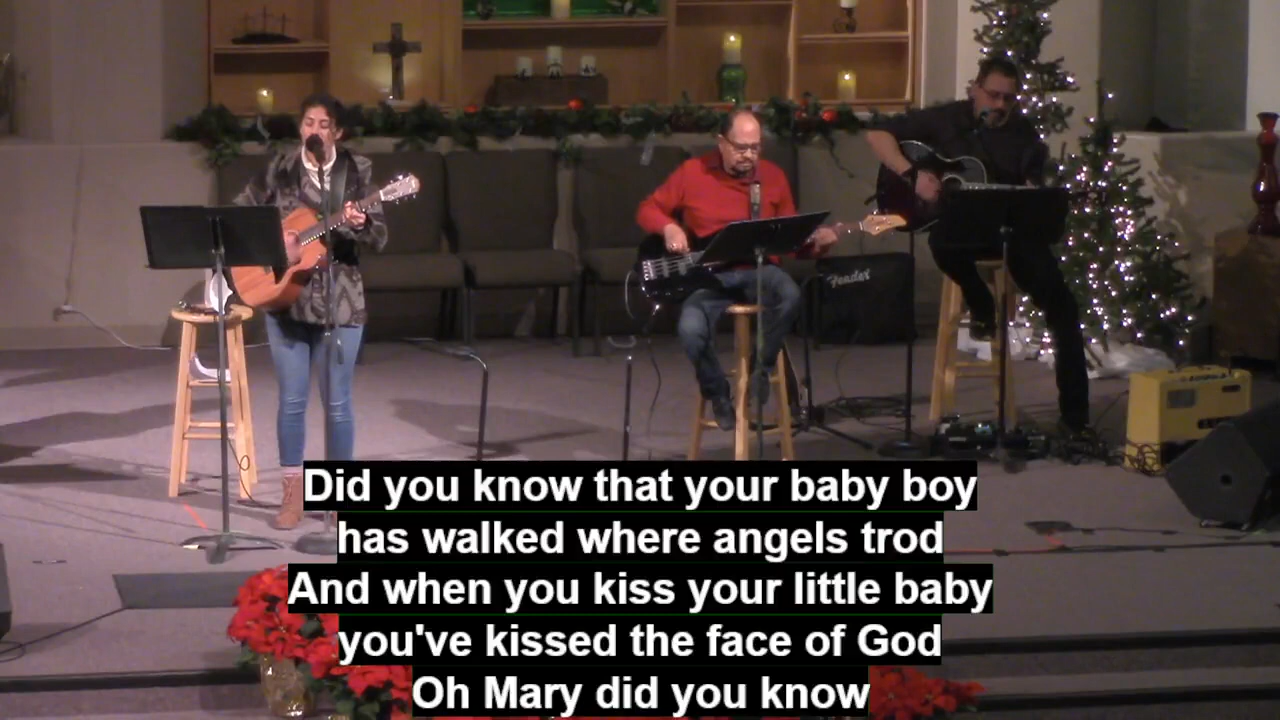 Fender
Did you know that your baby boy
has walked where angels trod
And when you kiss your little baby
you've kissed the face of God
Oh Mary did you know